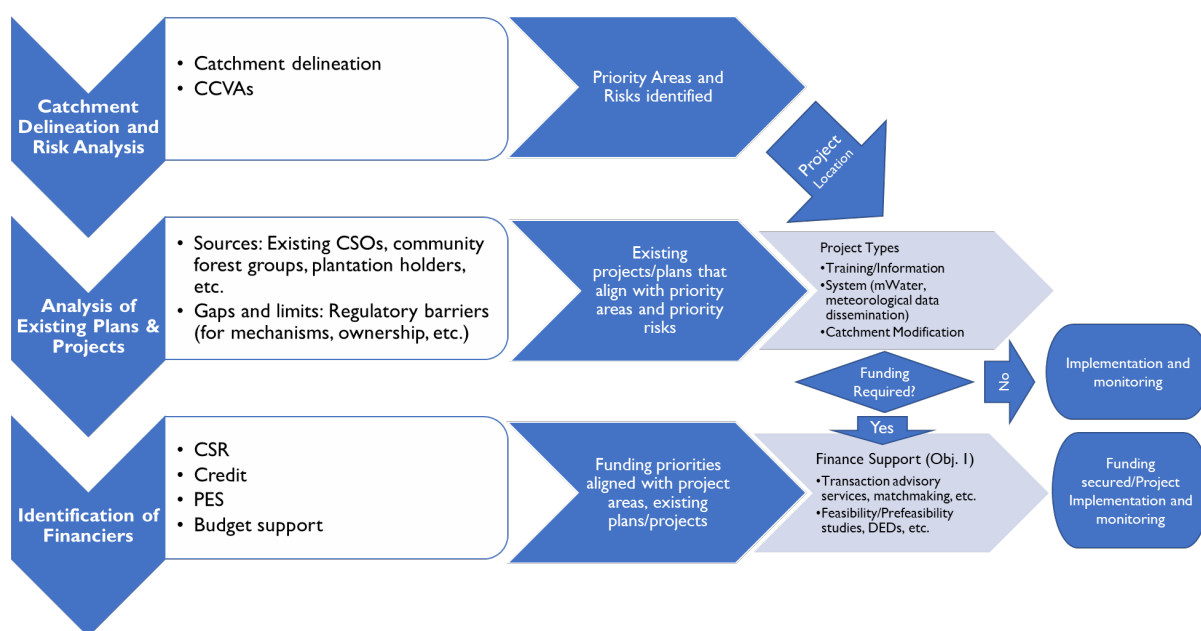 Catchment
Delineation and
Risk Analysis
• Catchment delineation
• CCVAs
Priority Areas and
Risks identified
Project
Location
Analysis of
Existing Plans &
Projects
• Sources: Existing CSOs, community
forest groups, plantation holders,
etc.
• Gaps and limits: Regulatory barriers
(for mechanisms, ownership, etc.)
Existing
projects/plans that
align with priority
areas and priority
risks
Project Types
•Training/Information
•System (mWater,
meteorological data
dissemination)
•Catchment Modification
Funding
Required?
No
Implementation and
monitoring
Yes
Identification of
Financiers
• CSR
• Credit
• PES
• Budget support
Funding priorities
aligned with project
areas, existing
plans/projects
Finance Support (Obj. 1)
•Transaction advisory
services, matchmaking, etc.
•Feasibility/Prefeasibility
studies, DEDs, etc.
Funding
secured/Project
Implementation and
monitoring